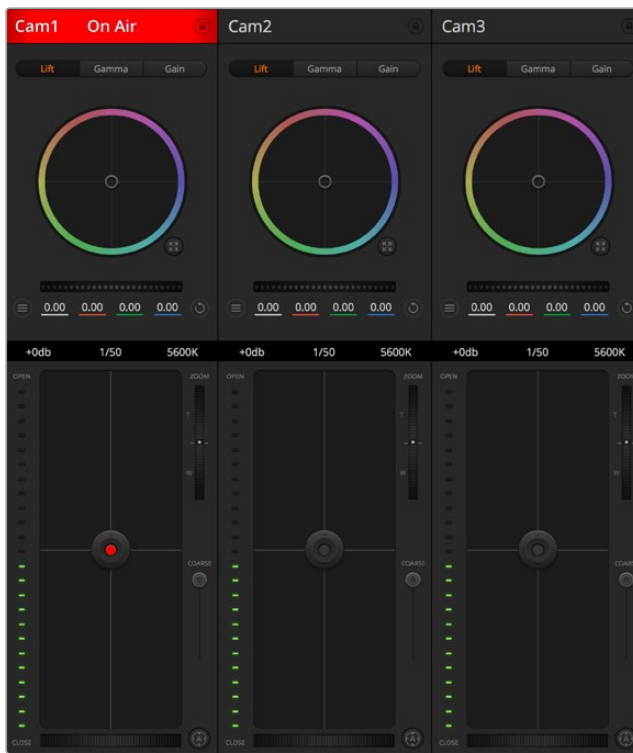 Cam1 On Air Cam2 Cam3
Lift Gamma Gain Lift Gamma Gain Lift Gamma Gain
0.00 0.00 0.00 0.00 0.00 0.00 0.00 0.00 0.00 0.00 0.00 0.00
+0db 1/50 5600K +0db 1/50 5600K +0db 1/50 5600K
OPEN ZOOM OPEN ZOOM OPEN ZOOM
T T T
W W W
COARSE COARSE COARSE
CLOSE A CLOSE A CLOSE A